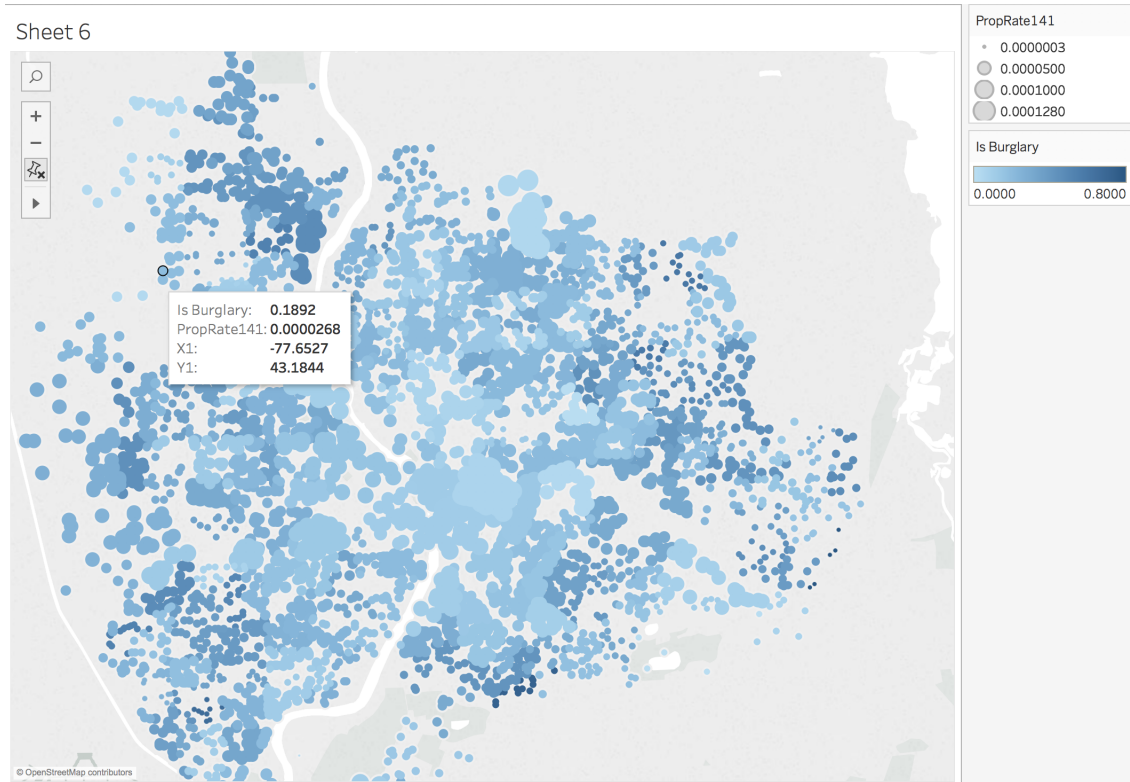 Sheet 6
Is Burglary: 0.1892
PropRate141: 0.0000268
X1: -77.6527
Y1: 43.1844
© OpenStreetMap contributors
PropRate141
0.0000003
0.0000500
0.0001000
0.0001280
Is Burglary
0.0000 0.8000